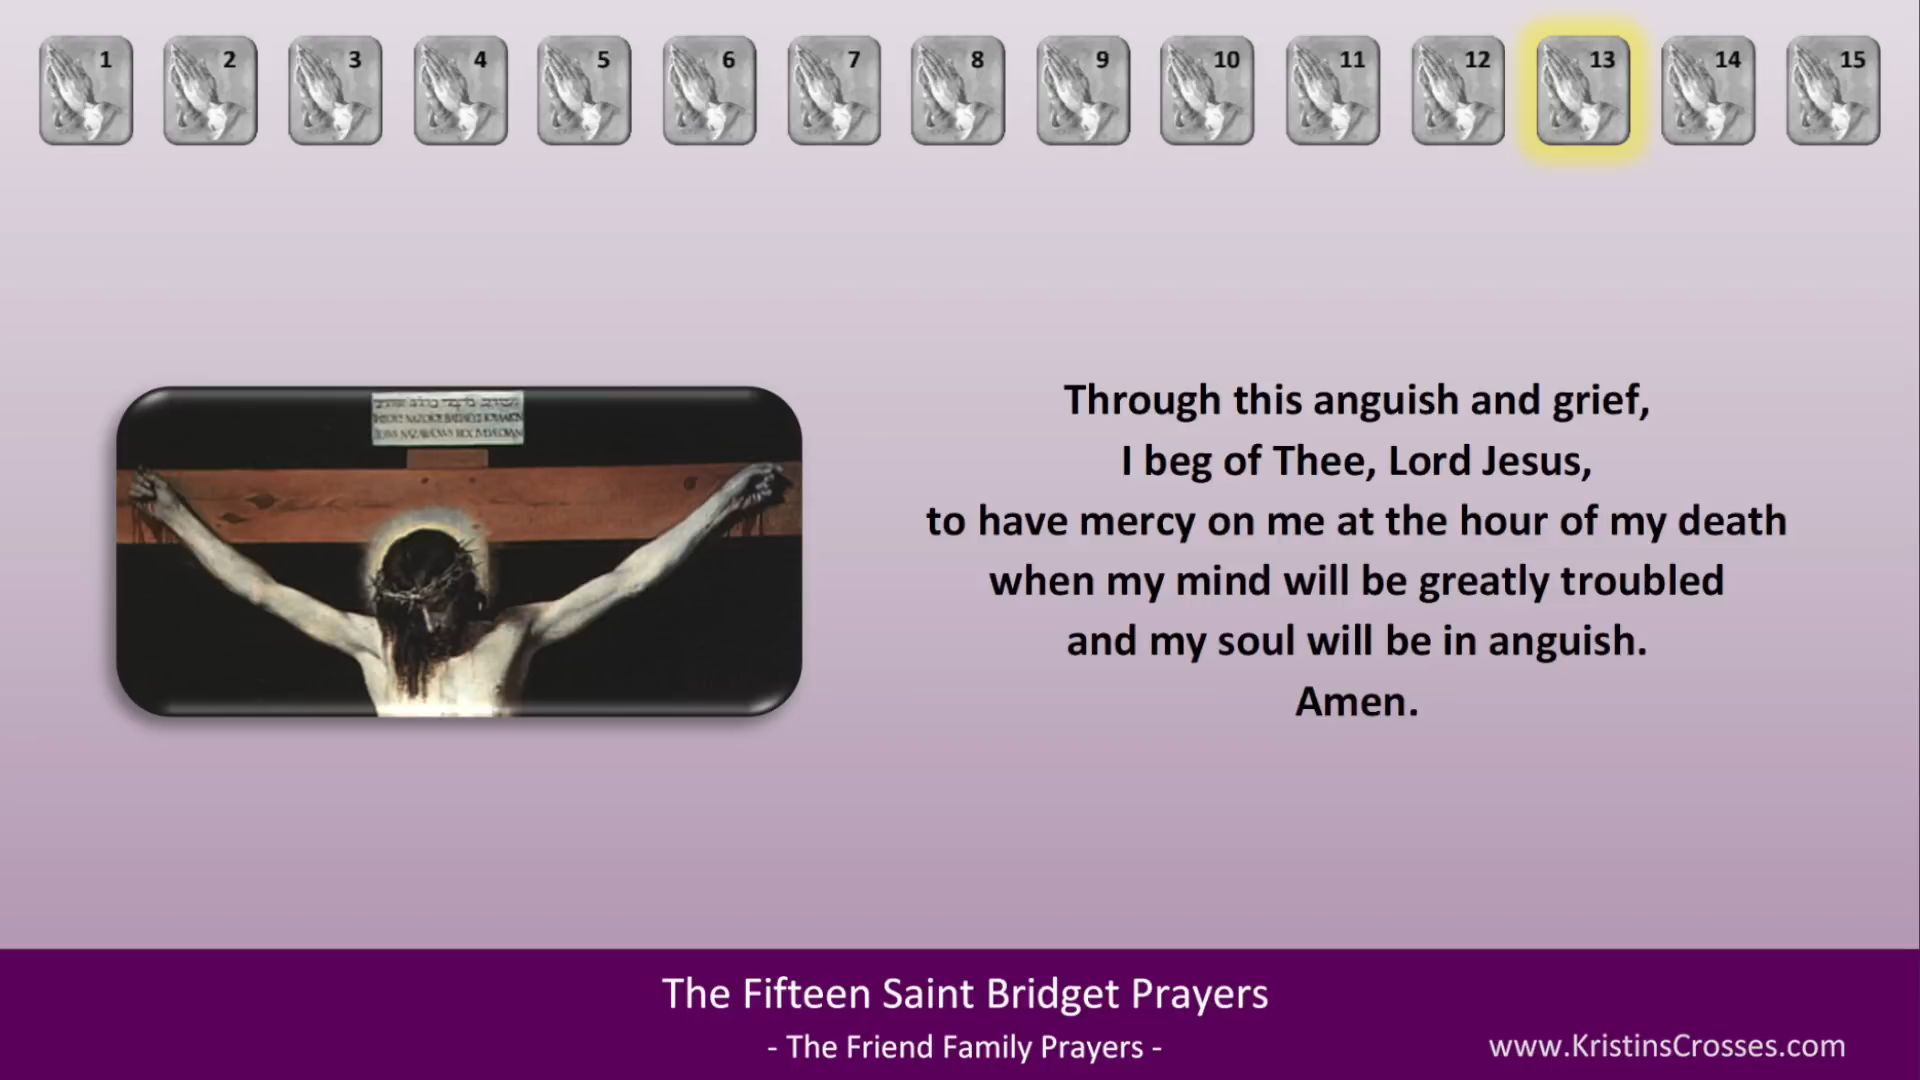 1 2 3 4 5 6 7 8 9 10 11 12 13 14 15
Through this anguish and grief,
I beg of Thee, Lord Jesus,
to have mercy on me at the hour of my death
when my mind will be greatly troubled
and my soul will be in anguish.
Amen.
The Fifteen Saint Bridget Prayers
- The Friend Family Prayers -
www.KristinsCrosses.com